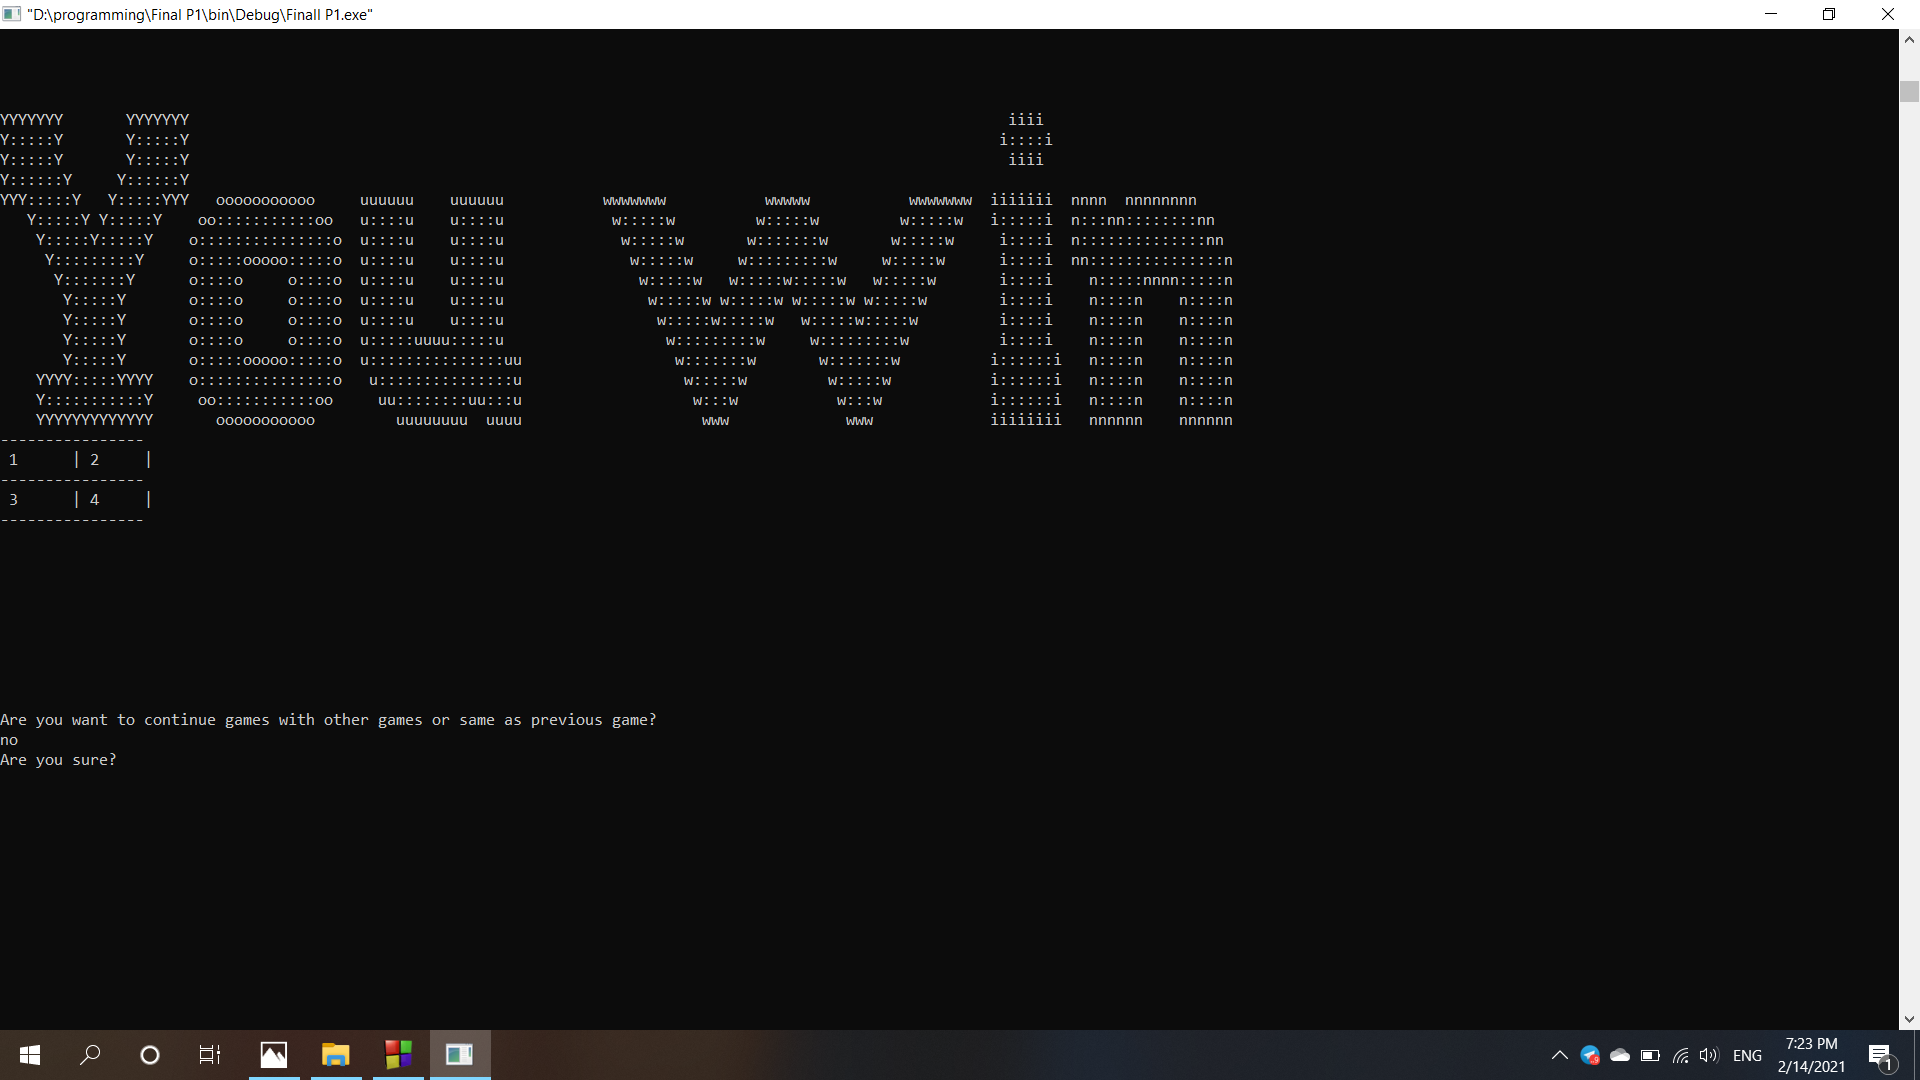 "D:\programming\Final P1\bin\Debug\Finall P1.exe"
YYYYYYY       YYYYYYY                                                                                           iiii
Y:::::Y       Y:::::Y                                                                                          i::::i
Y:::::Y       Y:::::Y                                                                                           iiii
Y::::::Y     Y::::::Y
YYY:::::Y   Y:::::YYY   ooooooooooo     uuuuuu    uuuuuu           wwwwwww           wwwww           wwwwwww  iiiiiii  nnnn  nnnnnnnn
   Y:::::Y Y:::::Y    oo:::::::::::oo   u::::u    u::::u            w:::::w         w:::::w         w:::::w   i:::::i  n:::nn::::::::nn
    Y:::::Y:::::Y    o:::::::::::::::o  u::::u    u::::u             w:::::w       w:::::::w       w:::::w     i::::i  n::::::::::::::nn
     Y:::::::::Y     o:::::ooooo:::::o  u::::u    u::::u              w:::::w     w:::::::::w     w:::::w      i::::i  nn:::::::::::::::n
      Y:::::::Y      o::::o     o::::o  u::::u    u::::u               w:::::w   w:::::w:::::w   w:::::w       i::::i    n:::::nnnn:::::n
       Y:::::Y       o::::o     o::::o  u::::u    u::::u                w:::::w w:::::w w:::::w w:::::w        i::::i    n::::n    n::::n
       Y:::::Y       o::::o     o::::o  u::::u    u::::u                 w:::::w:::::w   w:::::w:::::w         i::::i    n::::n    n::::n
       Y:::::Y       o::::o     o::::o  u:::::uuuu:::::u                  w:::::::::w     w:::::::::w          i::::i    n::::n    n::::n
       Y:::::Y       o:::::ooooo:::::o  u:::::::::::::::uu                 w:::::::w       w:::::::w          i::::::i   n::::n    n::::n
    YYYY:::::YYYY    o:::::::::::::::o   u:::::::::::::::u                  w:::::w         w:::::w           i::::::i   n::::n    n::::n
    Y:::::::::::Y     oo:::::::::::oo     uu::::::::uu:::u                   w:::w           w:::w            i::::::i   n::::n    n::::n
    YYYYYYYYYYYYY       ooooooooooo         uuuuuuuu  uuuu                    www             www             iiiiiiii   nnnnnn    nnnnnn
----------------
 1      | 2     |
----------------
 3      | 4     |
----------------
Are you want to continue games with other games or same as previous game?
no
Are you sure?
ENG
7:23 PM
2/14/2021
1